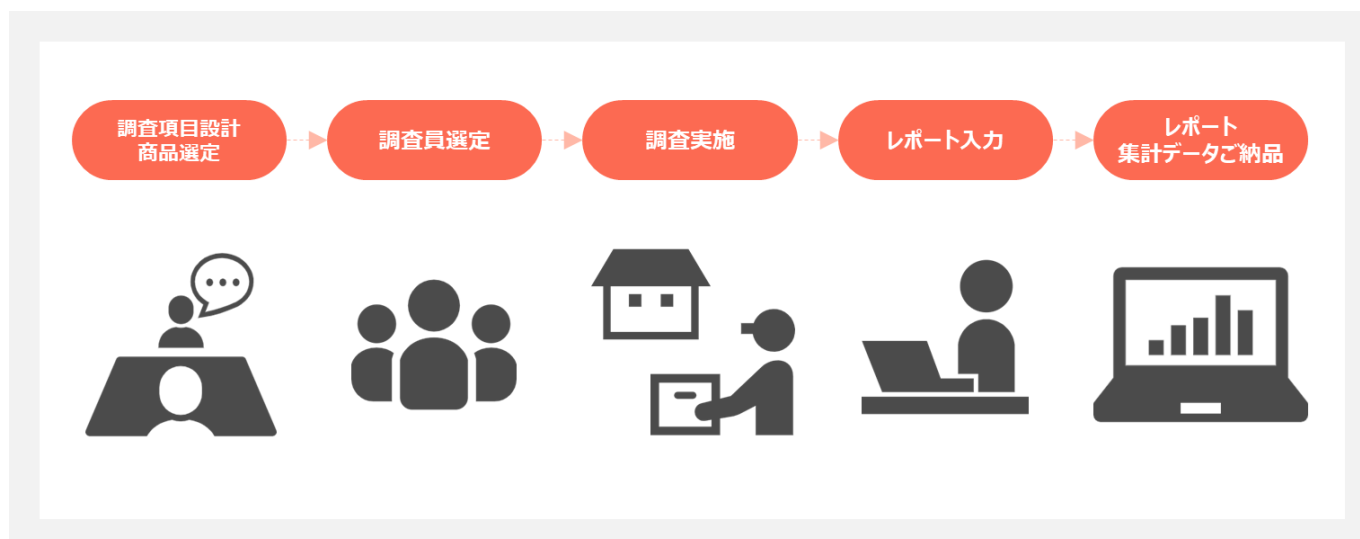 調査項目設計
商品選定
調査員選定
調査実施
レポート入力
レポート
集計データご納品